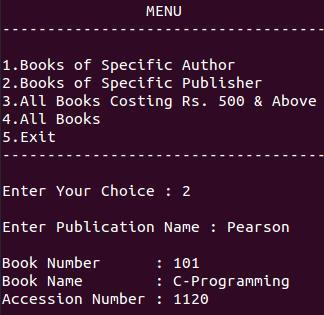 MENU
------------------------------------
1.Books of Specific Author
2.Books of Specific Publisher
3.All Books Costing Rs. 500 & Above
4.All Books
5.Exit
------------------------------------
Enter Your Choice : 2
Enter Publication Name : Pearson
Book Number      : 101
Book Name        : C-Programming
Accession Number : 1120